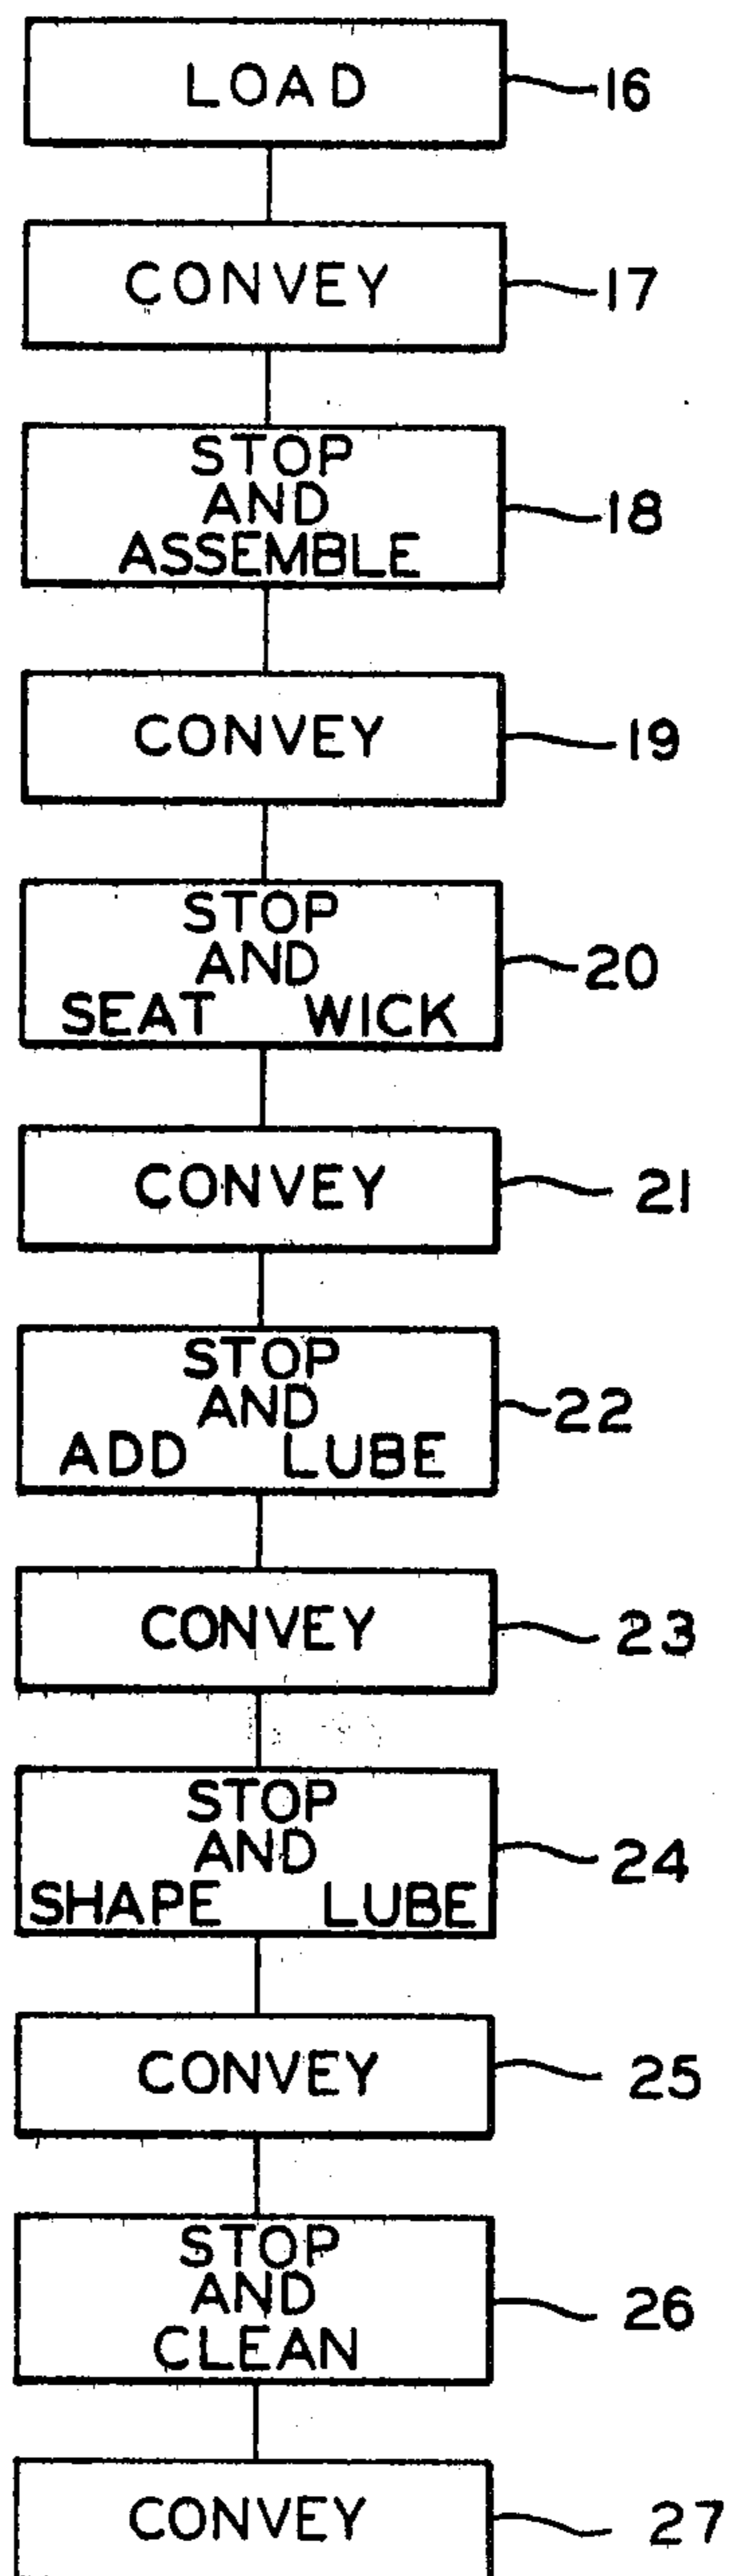 LOAD
16
CONVEY
17
STOP
AND
ASSEMBLE
18
CONVEY
19
STOP
AND
SEAT WICK
20
CONVEY
21
STOP
AND
ADD LUBE
22
CONVEY
23
STOP
AND
SHAPE LUBE
24
CONVEY
25
STOP
AND
CLEAN
26
CONVEY
27